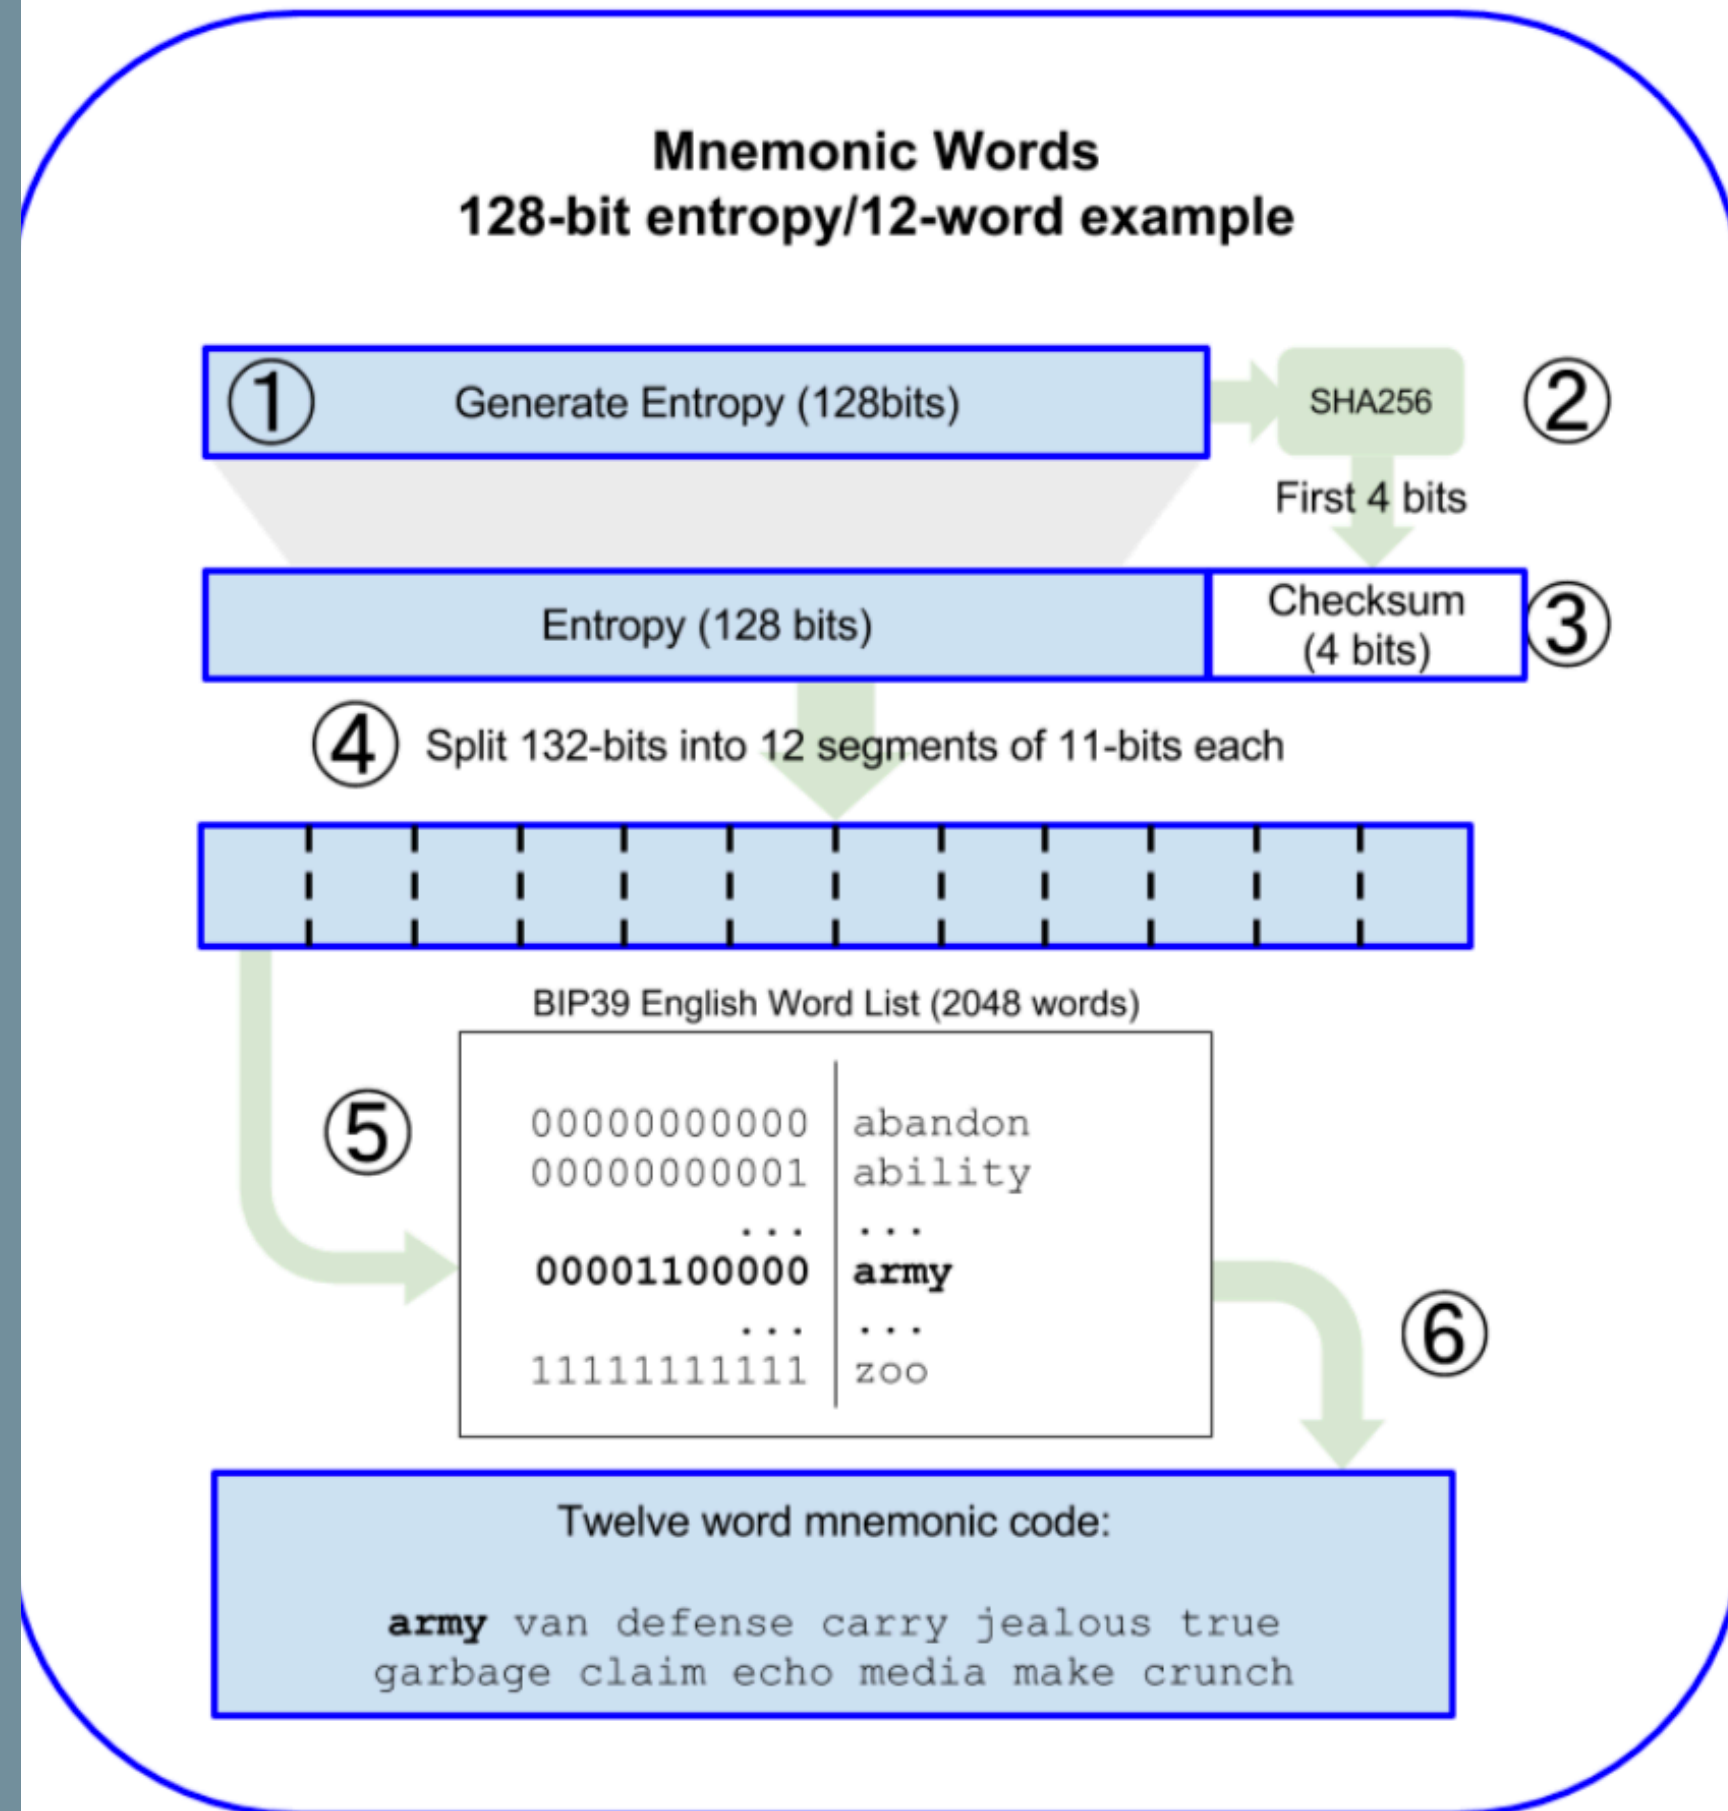 Mnemonic Words
128-bit entropy/12-word example
① Generate Entropy (128bits)
SHA256
②
First 4 bits
Entropy (128 bits)
Checksum
(4 bits)
③
④ Split 132-bits into 12 segments of 11-bits each
BIP39 English Word List (2048 words)
⑤
00000000000 abandon
00000000001 ability
... ...
00001100000 army
... ...
11111111111 zoo
⑥
Twelve word mnemonic code:
army van defense carry jealous true
garbage claim echo media make crunch